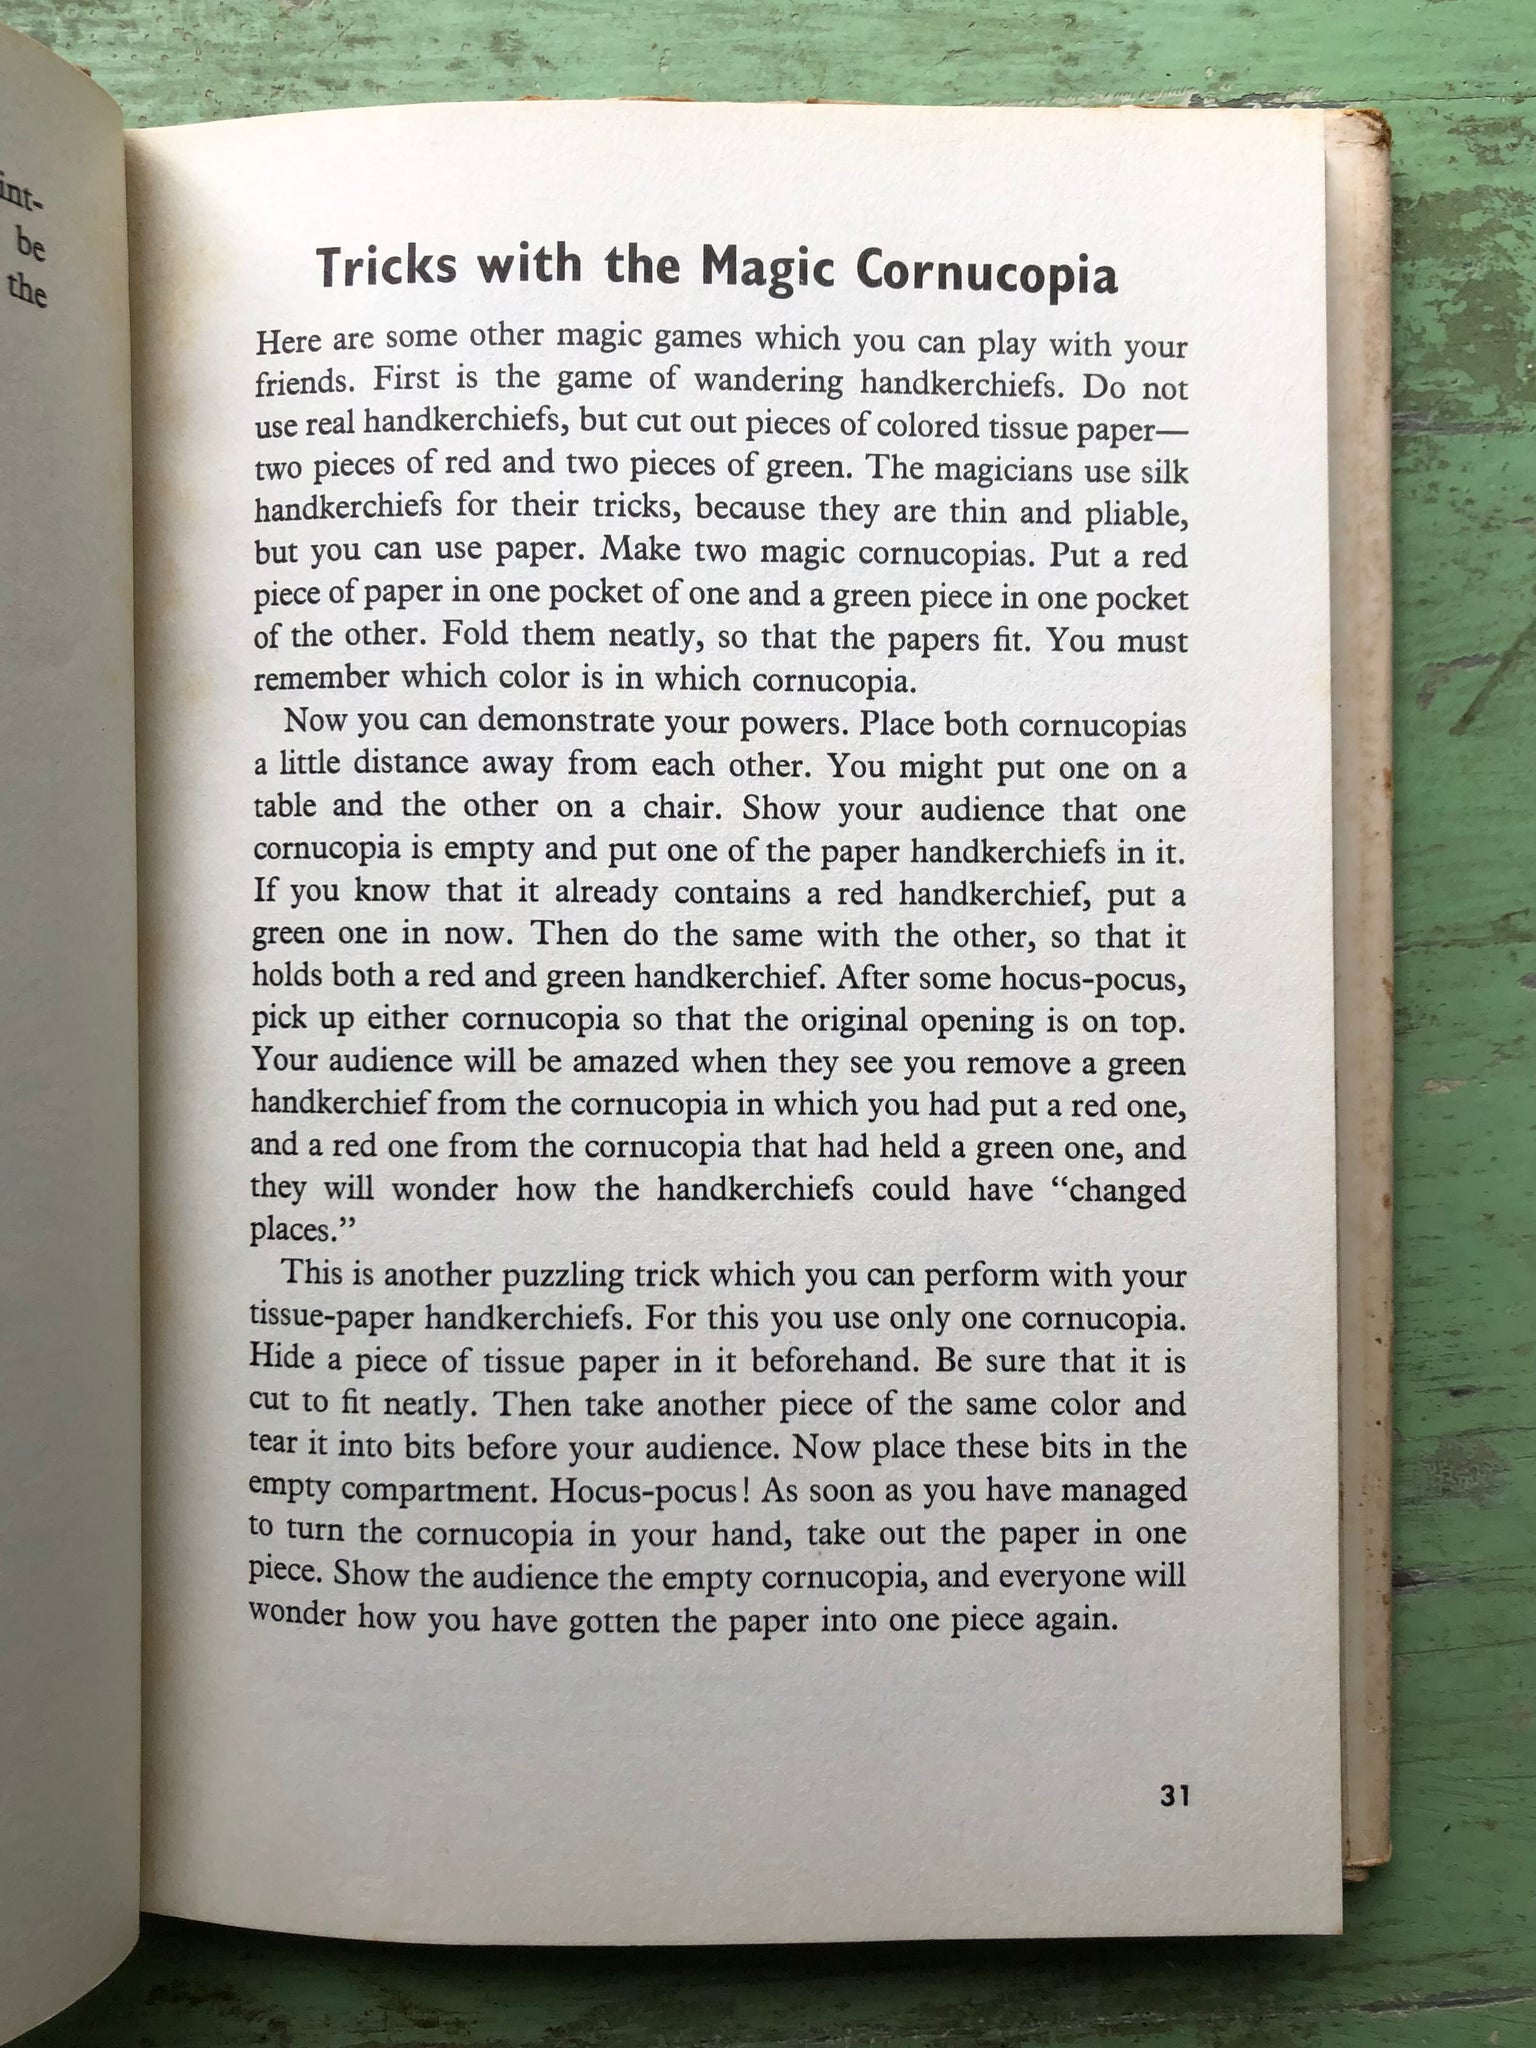 int-
be
the
Tricks with the Magic Cornucopia
Here are some other magic games which you can play with your
friends. First is the game of wandering handkerchiefs. Do not
use real handkerchiefs, but cut out pieces of colored tissue paper—
two pieces of red and two pieces of green. The magicians use silk
handkerchiefs for their tricks, because they are thin and pliable,
but you can use paper. Make two magic cornucopias. Put a red
piece of paper in one pocket of one and a green piece in one pocket
of the other. Fold them neatly, so that the papers fit. You must
remember which color is in which cornucopia.
Now you can demonstrate your powers. Place both cornucopias
a little distance away from each other. You might put one on a
table and the other on a chair. Show your audience that one
cornucopia is empty and put one of the paper handkerchiefs in it.
If you know that it already contains a red handkerchief, put a
green one in now. Then do the same with the other, so that it
holds both a red and green handkerchief. After some hocus-pocus,
pick up either cornucopia so that the original opening is on top.
Your audience will be amazed when they see you remove a green
handkerchief from the cornucopia in which you had put a red one,
and a red one from the cornucopia that had held a green one, and
they will wonder how the handkerchiefs could have “changed
places.”
This is another puzzling trick which you can perform with your
tissue-paper handkerchiefs. For this you use only one cornucopia.
Hide a piece of tissue paper in it beforehand. Be sure that it is
cut to fit neatly. Then take another piece of the same color and
tear it into bits before your audience. Now place these bits in the
empty compartment. Hocus-pocus! As soon as you have managed
to turn the cornucopia in your hand, take out the paper in one
piece. Show the audience the empty cornucopia, and everyone will
wonder how you have gotten the paper into one piece again.
31